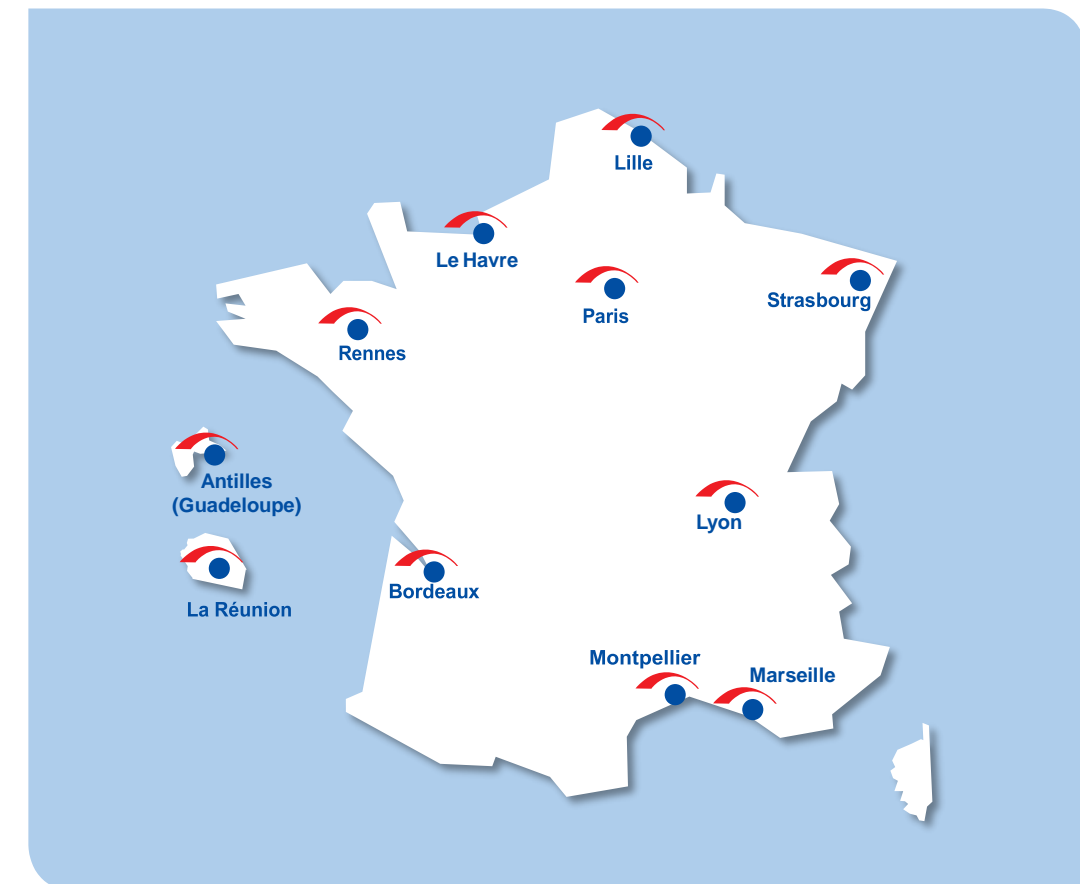 Lille
Le Havre
Paris
Strasbourg
Rennes
Antilles
(Guadeloupe)
Lyon
Bordeaux
La Réunion
Montpellier
Marseille